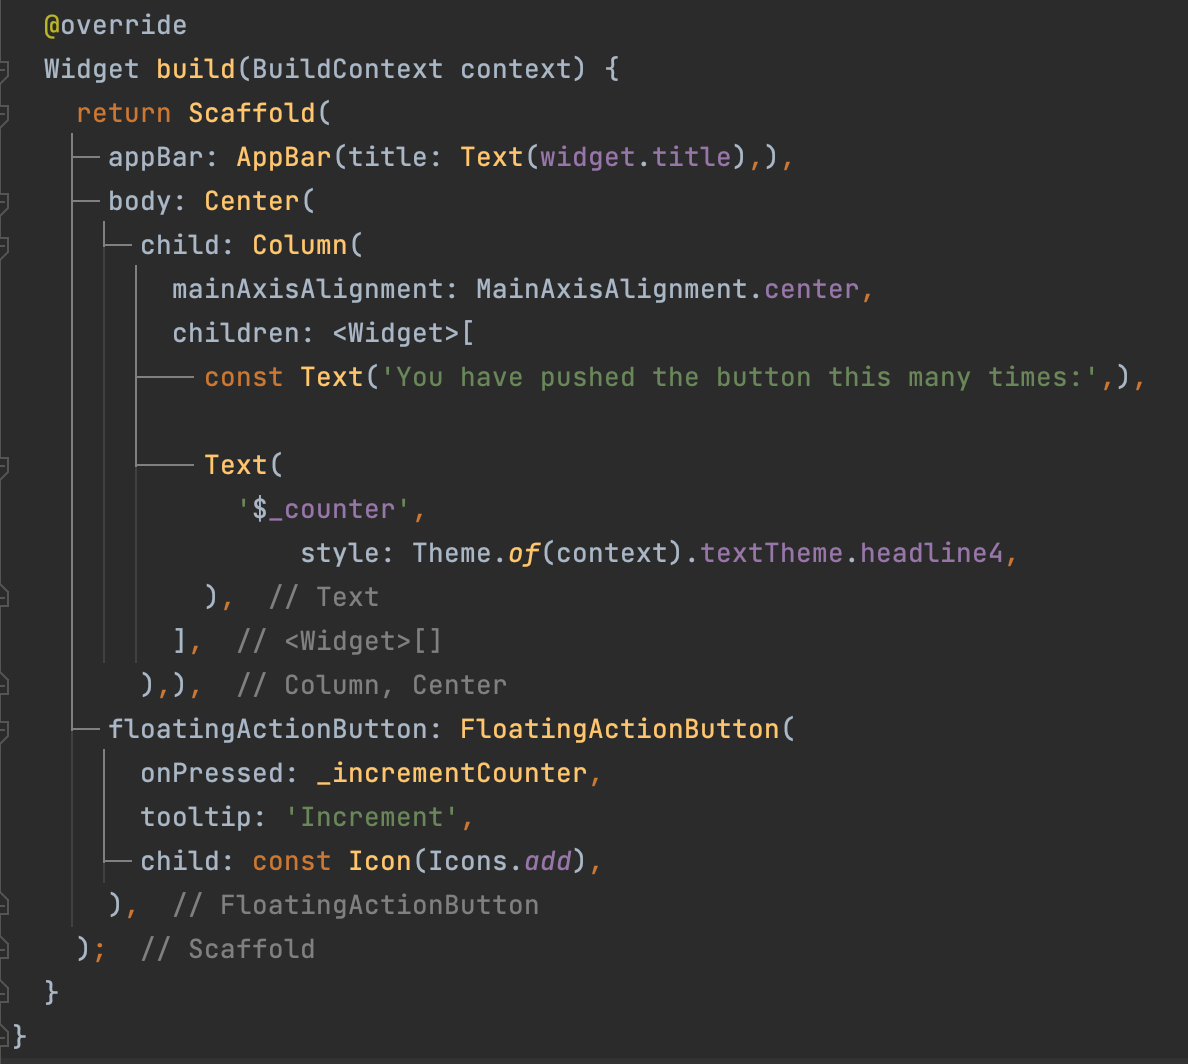 @override
Widget build(BuildContext context) {
  return Scaffold(
    appBar: AppBar(title: Text(widget.title),),
    body: Center(
      child: Column(
        mainAxisAlignment: MainAxisAlignment.center,
        children: <Widget>[
          const Text('You have pushed the button this many times:',),
          Text(
            '$_counter',
                style: Theme.of(context).textTheme.headline4,
          ),  // Text
        ],  // <Widget>[]
      ),),  // Column, Center
    floatingActionButton: FloatingActionButton(
      onPressed: _incrementCounter,
      tooltip: 'Increment',
      child: const Icon(Icons.add),
    ),  // FloatingActionButton
  );  // Scaffold
}
}